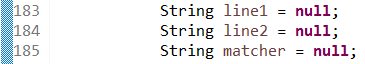 183 String line1 = null;
184 String line2 = null;
185 String matcher = null;